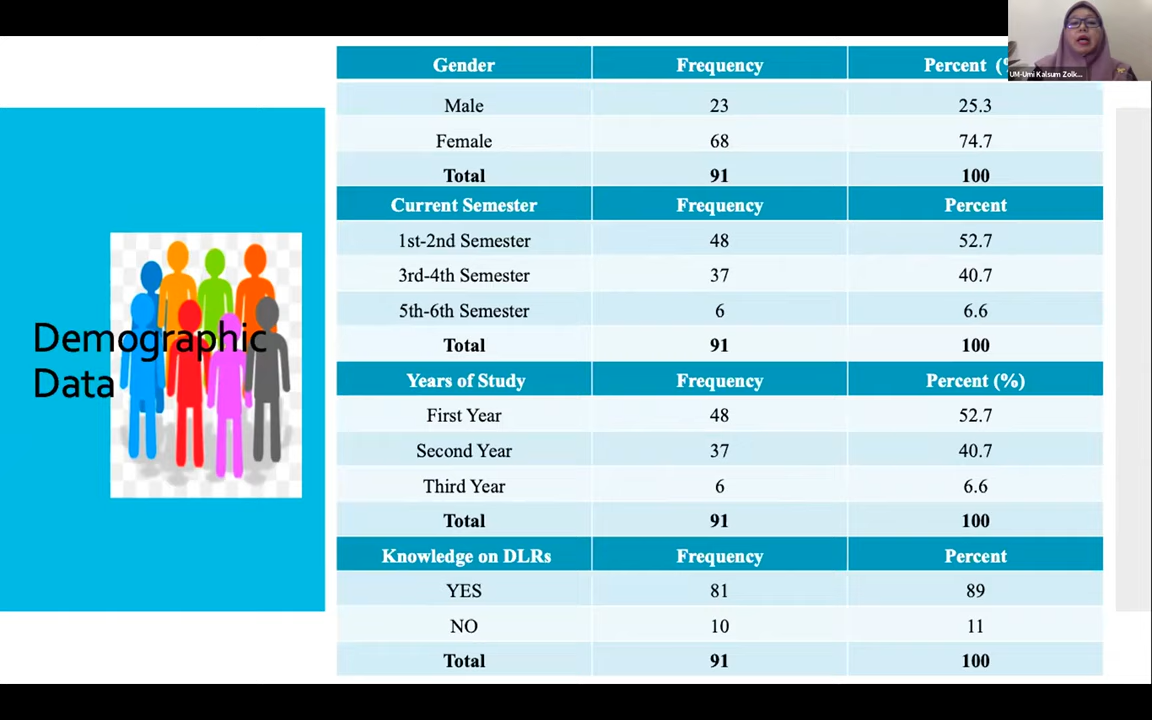 Demographic
Data
Gender Frequency Percent (%
Male 23 25.3
Female 68 74.7
Total 91 100
Current Semester Frequency Percent
1st-2nd Semester 48 52.7
3rd-4th Semester 37 40.7
5th-6th Semester 6 6.6
Total 91 100
Years of Study Frequency Percent (%)
First Year 48 52.7
Second Year 37 40.7
Third Year 6 6.6
Total 91 100
Knowledge on DLRs Frequency Percent
YES 81 89
NO 10 11
Total 91 100
UM-Umi Kalsum Zolk...